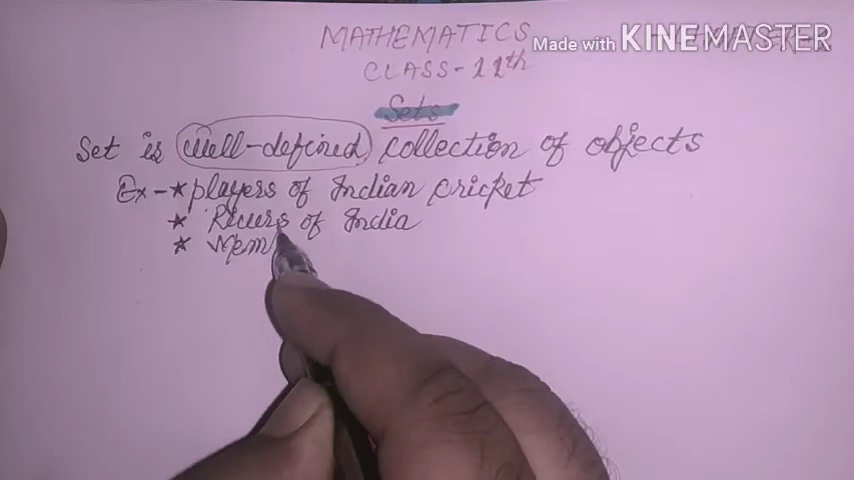 MATHEMATICS
Made with KINEMASTER
CLASS-11th
Sets
Set is well-defined collection of objects
Ex-* players of Indian cricket
* Rivers of India
* Mem